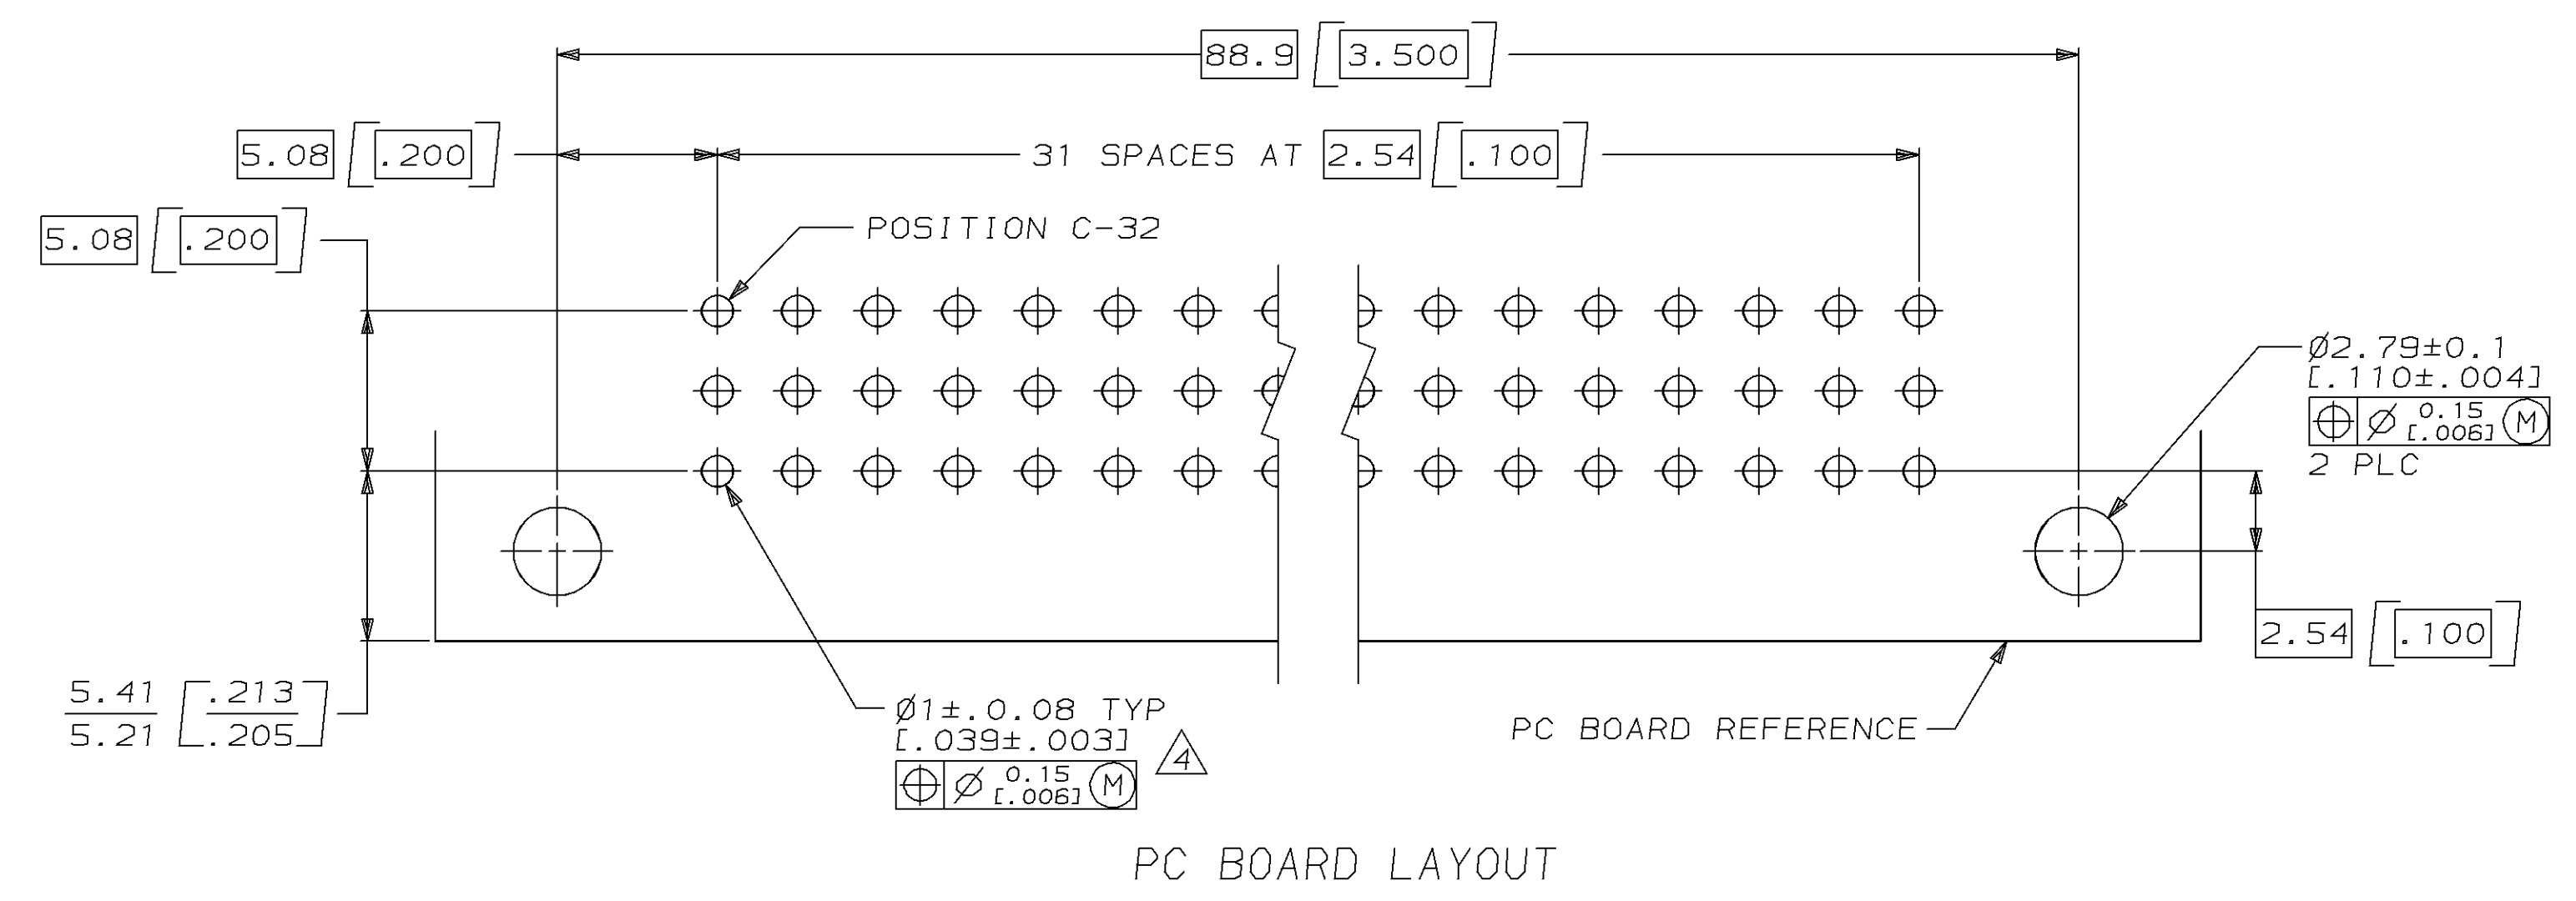 88.9 [3.500]
5.08 [.200]
31 SPACES AT 2.54 [.100]
5.08 [.200]
POSITION C-32
Ø2.79±0.1
[.110±.004]
⌖ Ø 0.15 [.006] Ⓜ
2 PLC
2.54 [.100]
5.41 [.213
5.21 .205]
Ø1±.0.08 TYP
[.039±.003]
4
⌖ Ø 0.15 [.006] Ⓜ
PC BOARD REFERENCE
PC BOARD LAYOUT